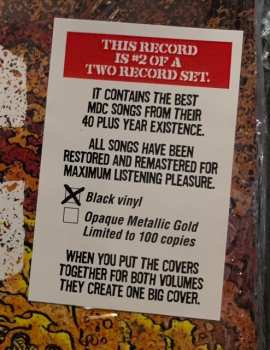 THIS RECORD
IS #2 OF A
TWO RECORD SET.
IT CONTAINS THE BEST
MDC SONGS FROM THEIR
40 PLUS YEAR EXISTENCE.
ALL SONGS HAVE BEEN
RESTORED AND REMASTERED FOR
MAXIMUM LISTENING PLEASURE.
Black vinyl
Opaque Metallic Gold
Limited to 100 copies
WHEN YOU PUT THE COVERS
TOGETHER FOR BOTH VOLUMES
THEY CREATE ONE BIG COVER.